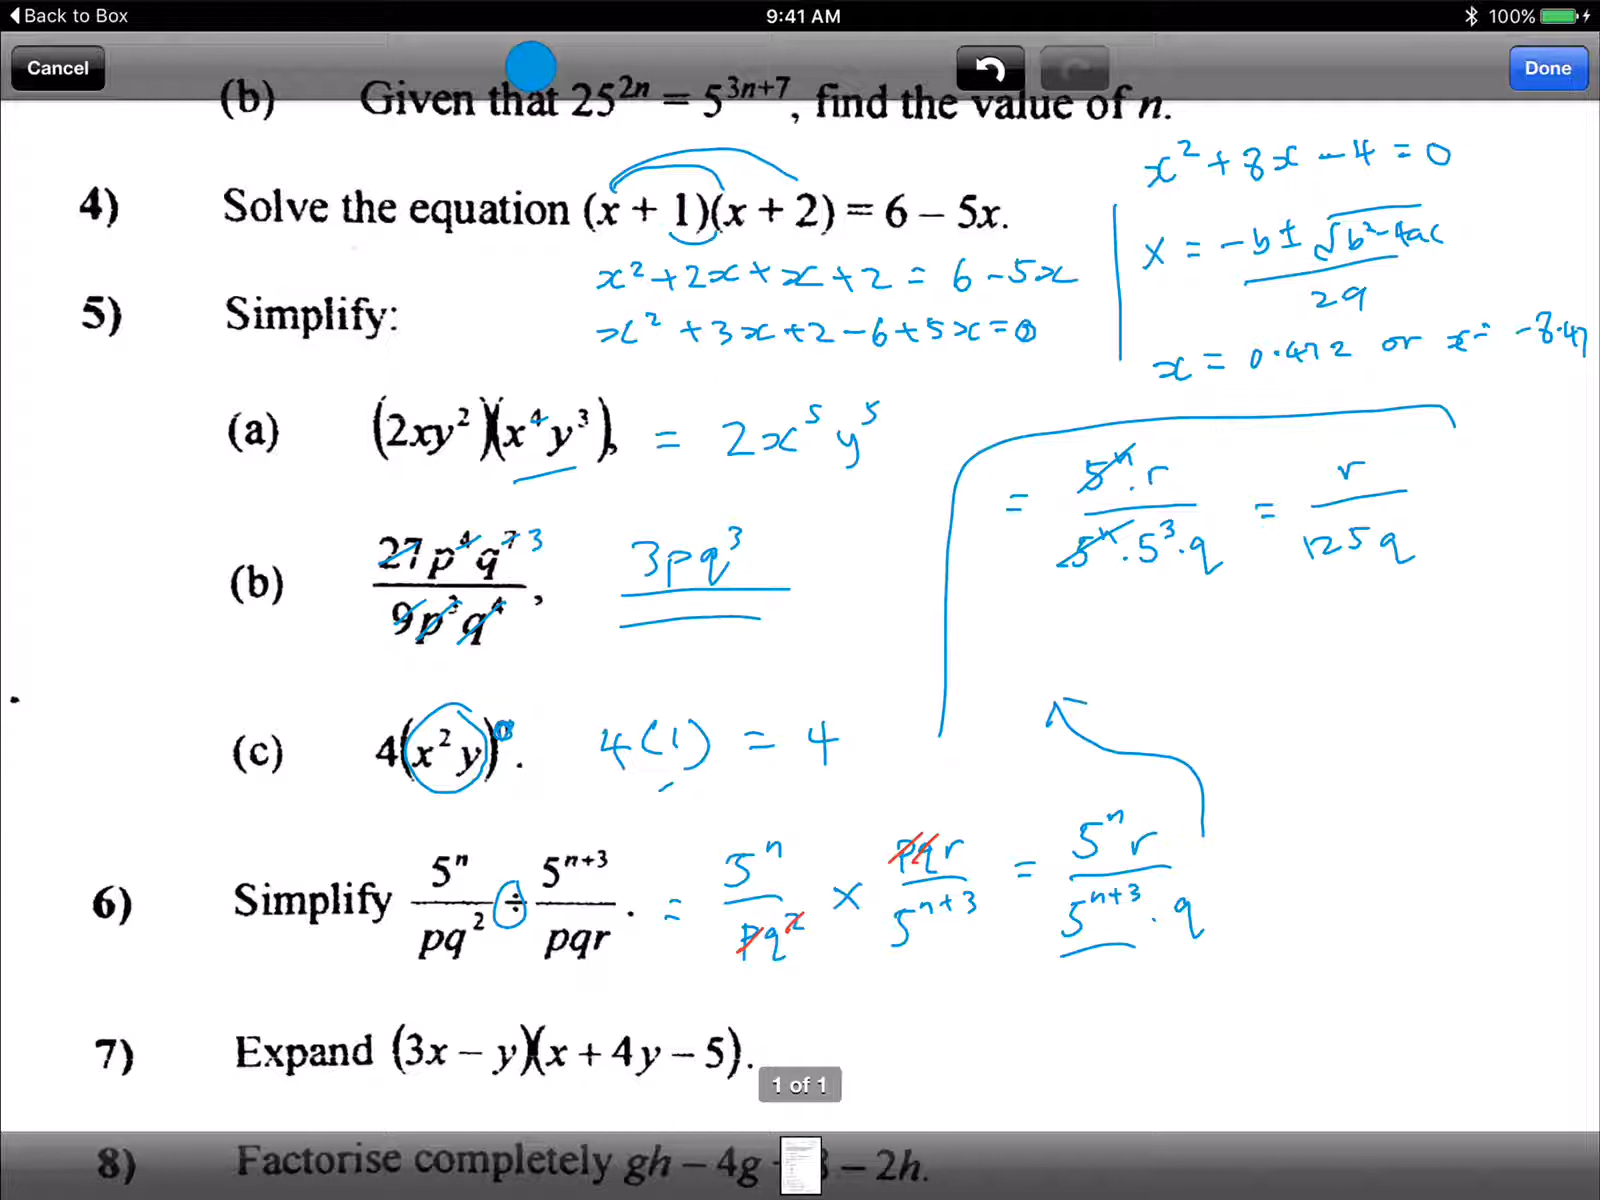 Back to Box 9:41 AM 100%
Cancel Done
(b) Given that 25^{2n} = 5^{3n+7}, find the value of n.
x² + 8x - 4 = 0
4) Solve the equation (x + 1)(x + 2) = 6 – 5x.
x² + 2x + x + 2 = 6 - 5x
x² + 3x + 2 - 6 + 5x = 0
x = (-b ± √(b² - 4ac)) / 2a
x = 0.472 or x = -8.47
5) Simplify:
(a) (2xy²)(x⁴y³), = 2x⁵y⁵
= 5ⁿ.r / 5ⁿ.5³.q = r / 125q
(b) 27p⁴q⁷ / 9p³q⁴, 3 3pq³
(c) 4(x²y)⁰. 4(1) = 4
6) Simplify 5ⁿ / pq² ÷ 5ⁿ⁺³ / pqr. = 5ⁿ / pq² × pqr / 5ⁿ⁺³ = 5ⁿr / 5ⁿ⁺³.q
7) Expand (3x – y)(x + 4y – 5).
1 of 1
8) Factorise completely gh – 4g – 2h.